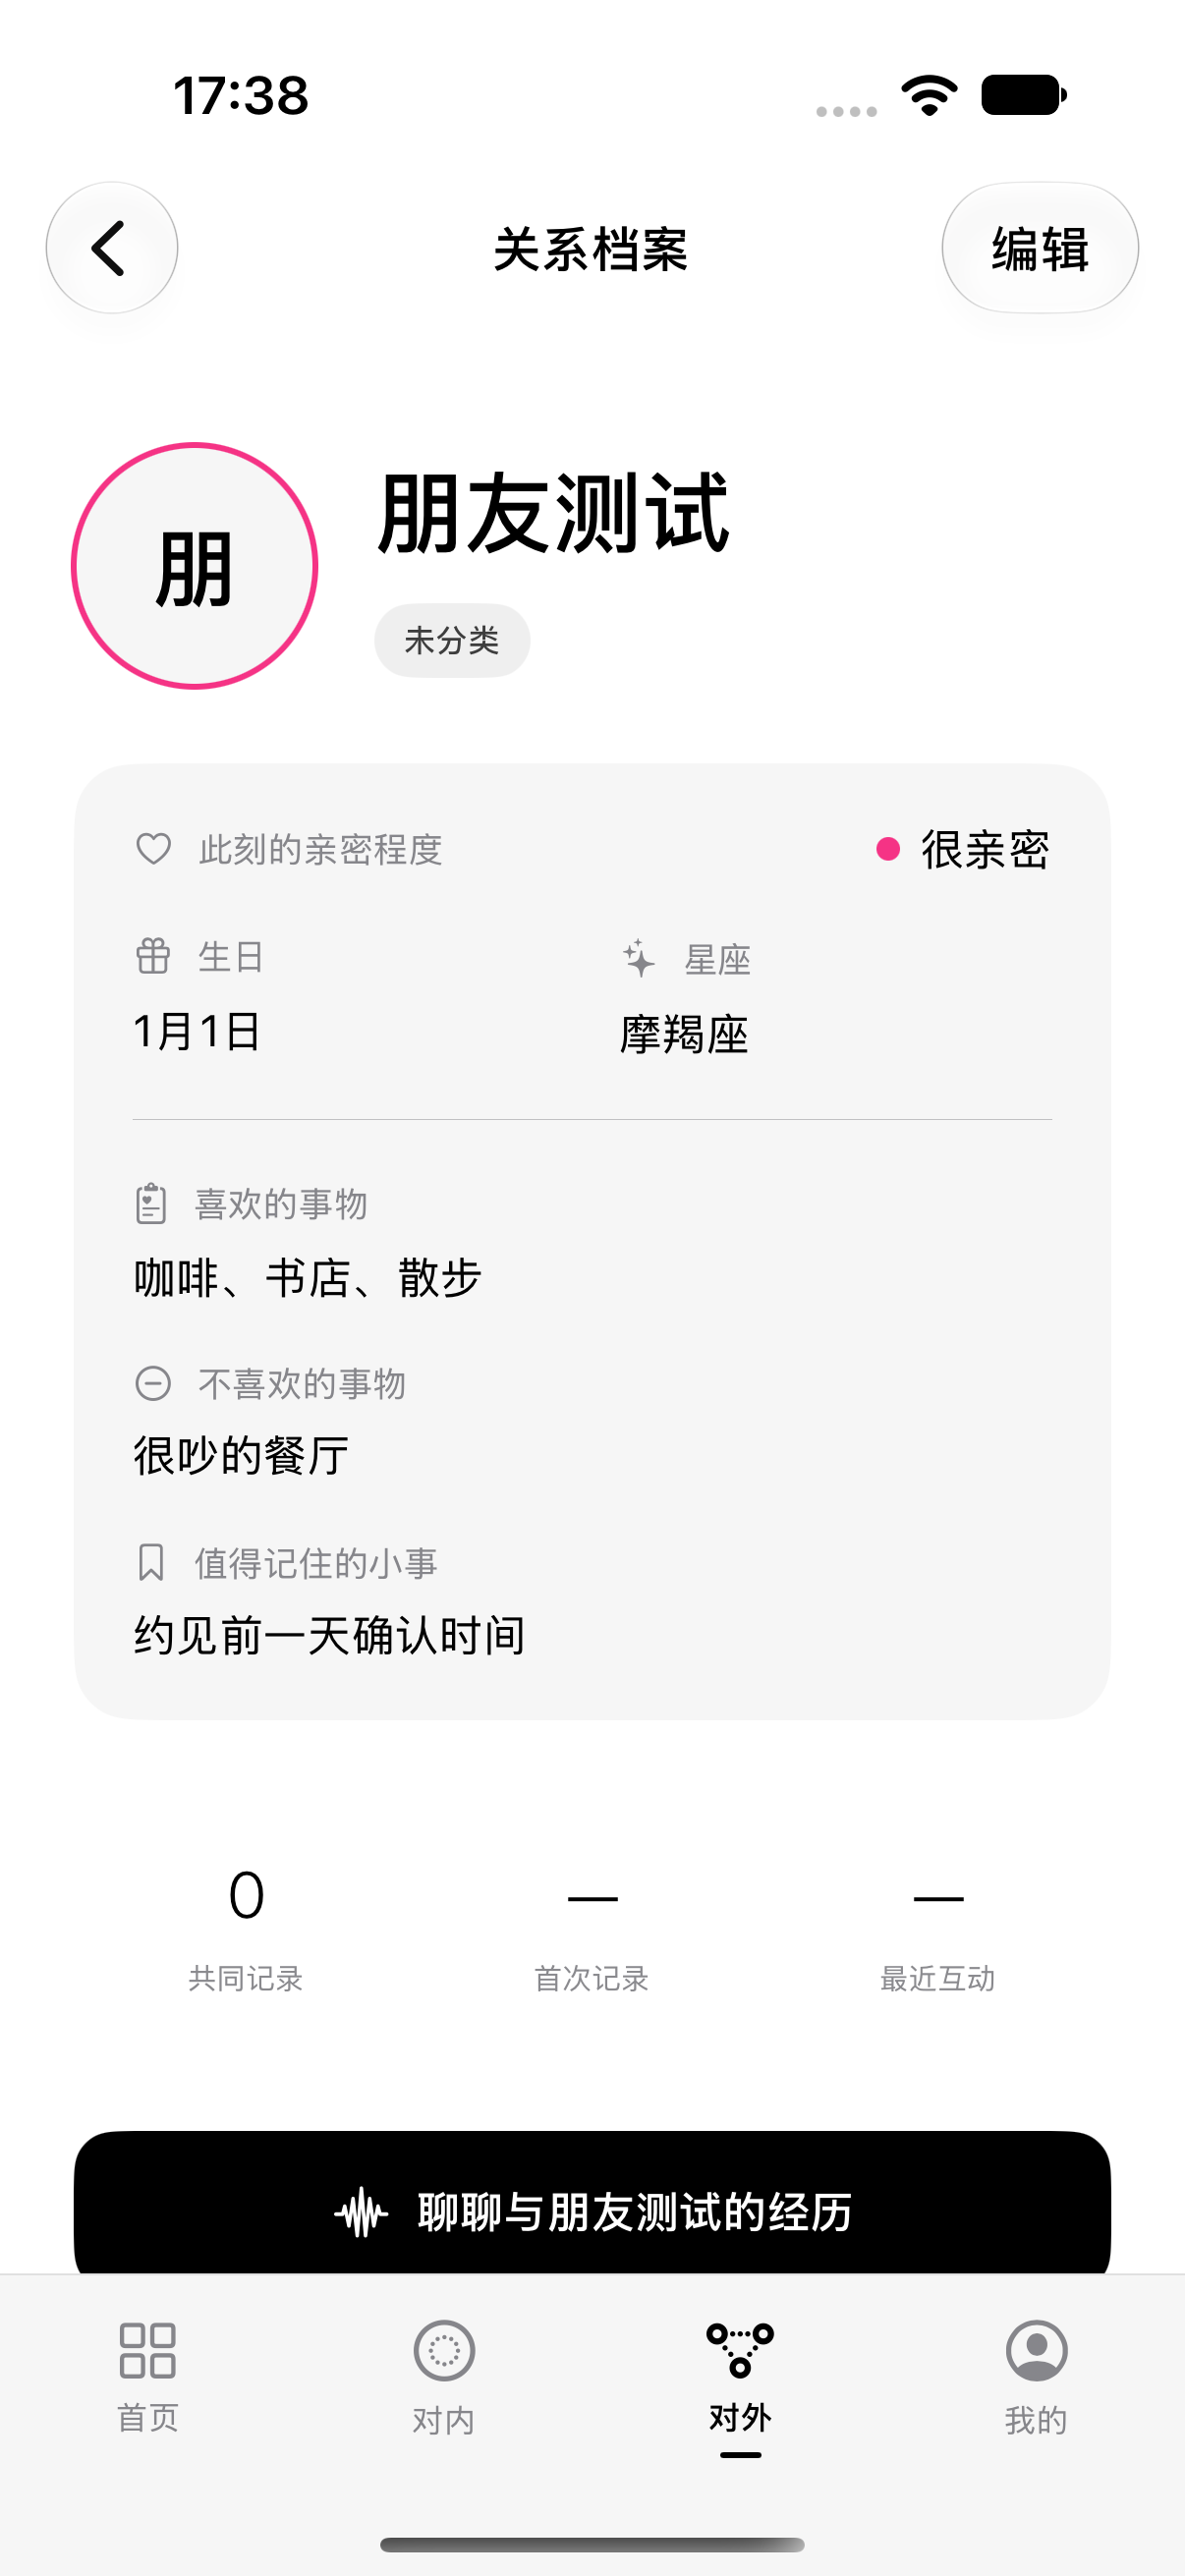 17:38
关系档案
编辑
朋
朋友测试
未分类
此刻的亲密程度
很亲密
生日
星座
1月1日
摩羯座
喜欢的事物
咖啡、书店、散步
不喜欢的事物
很吵的餐厅
值得记住的小事
约见前一天确认时间
0
—
—
共同记录
首次记录
最近互动
聊聊与朋友测试的经历
首页
对内
对外
我的